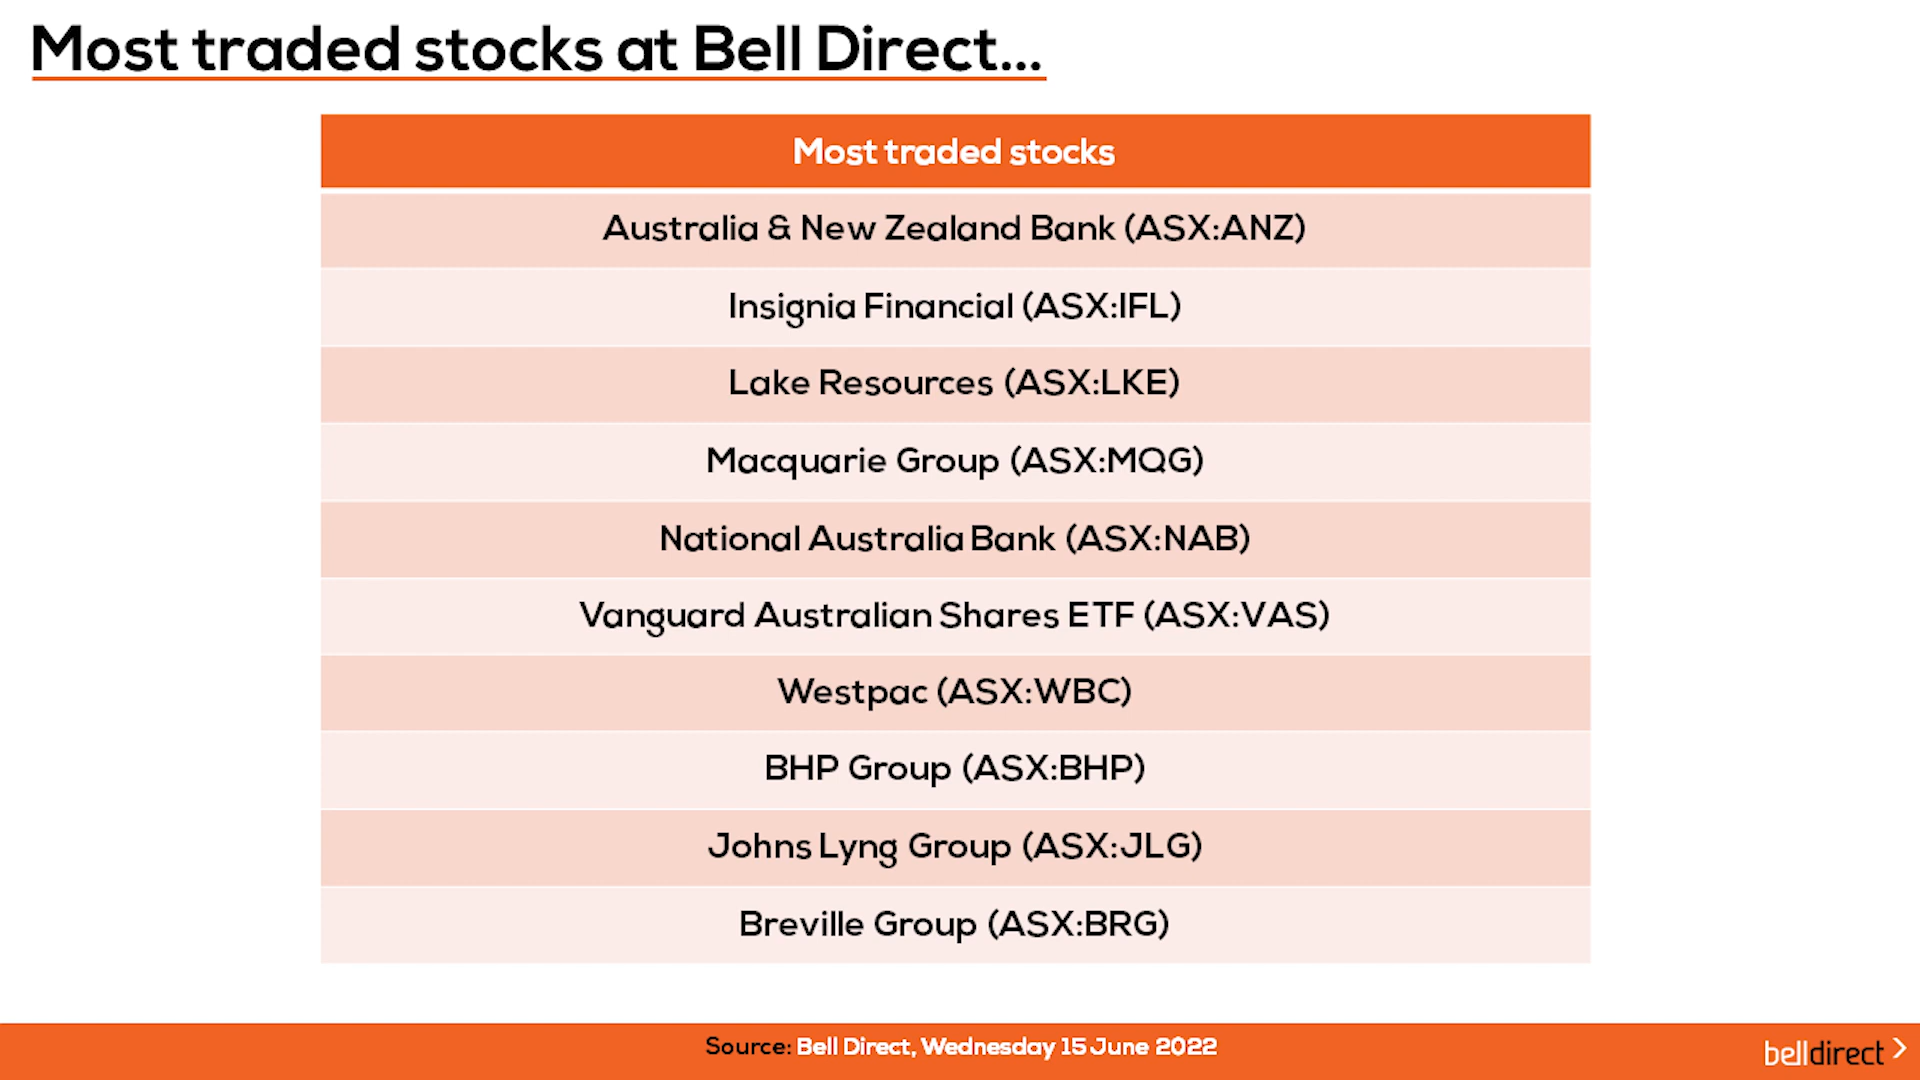 Most traded stocks at Bell Direct...
Most traded stocks
Australia & New Zealand Bank (ASX:ANZ)
Insignia Financial (ASX:IFL)
Lake Resources (ASX:LKE)
Macquarie Group (ASX:MQG)
National Australia Bank (ASX:NAB)
Vanguard Australian Shares ETF (ASX:VAS)
Westpac (ASX:WBC)
BHP Group (ASX:BHP)
Johns Lyng Group (ASX:JLG)
Breville Group (ASX:BRG)
Source: Bell Direct, Wednesday 15 June 2022
belldirect